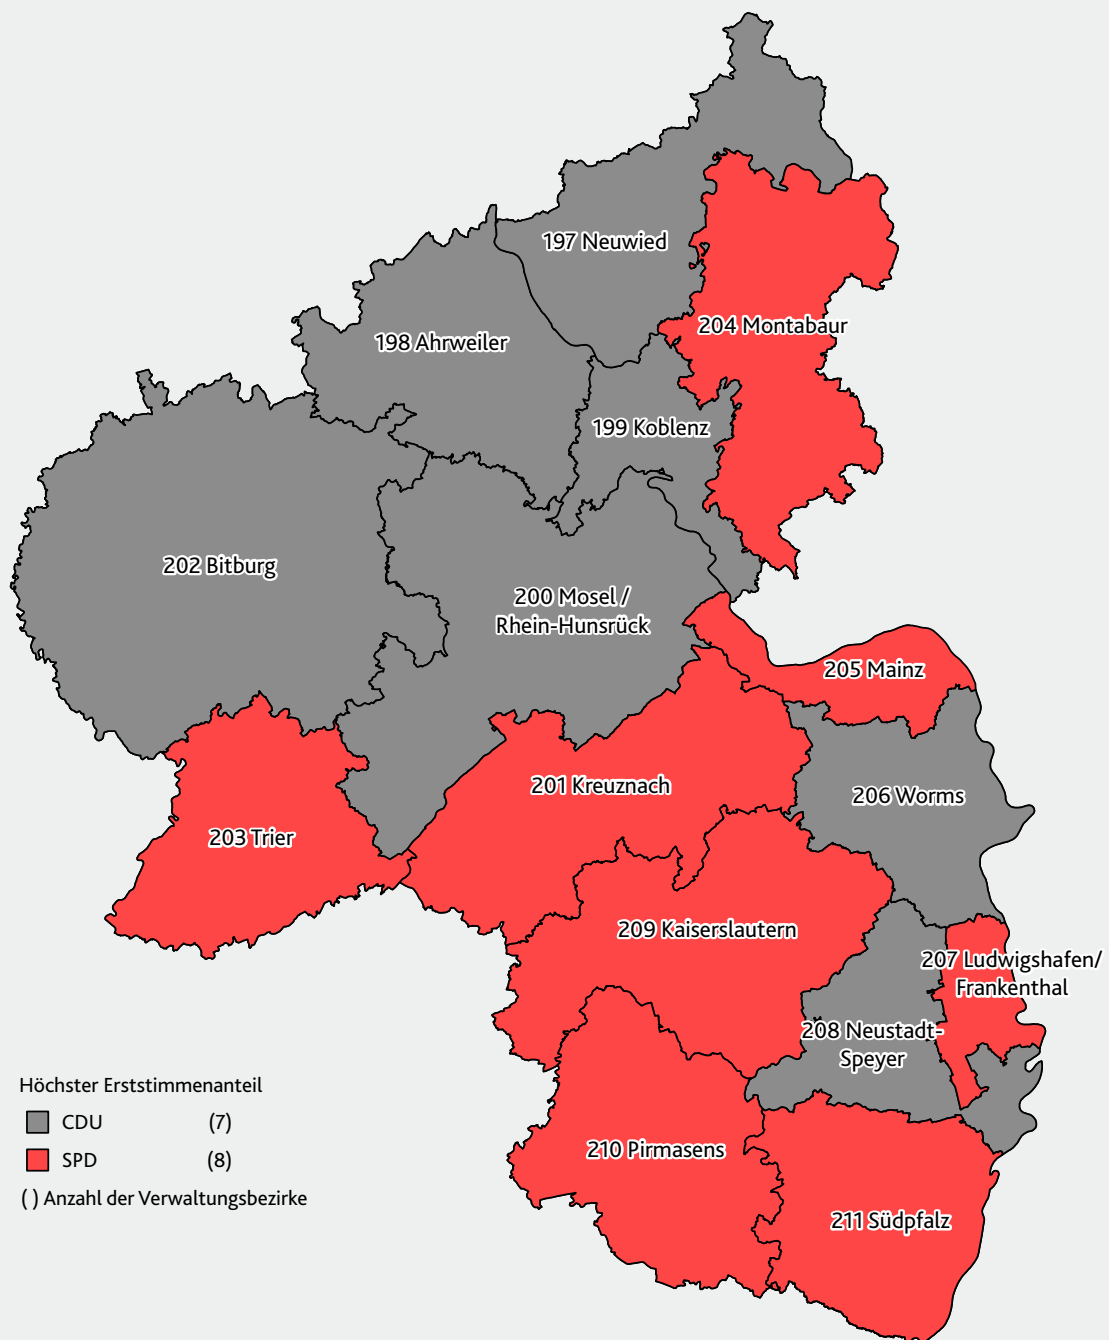 197 Neuwied
204 Montabaur
198 Ahrweiler
199 Koblenz
202 Bitburg
200 Mosel /
Rhein-Hunsrück
205 Mainz
201 Kreuznach
206 Worms
203 Trier
209 Kaiserslautern
207 Ludwigshafen/
Frankenthal
208 Neustadt-
Speyer
210 Pirmasens
211 Südpfalz
Höchster Erststimmenanteil
CDU (7)
SPD (8)
( ) Anzahl der Verwaltungsbezirke